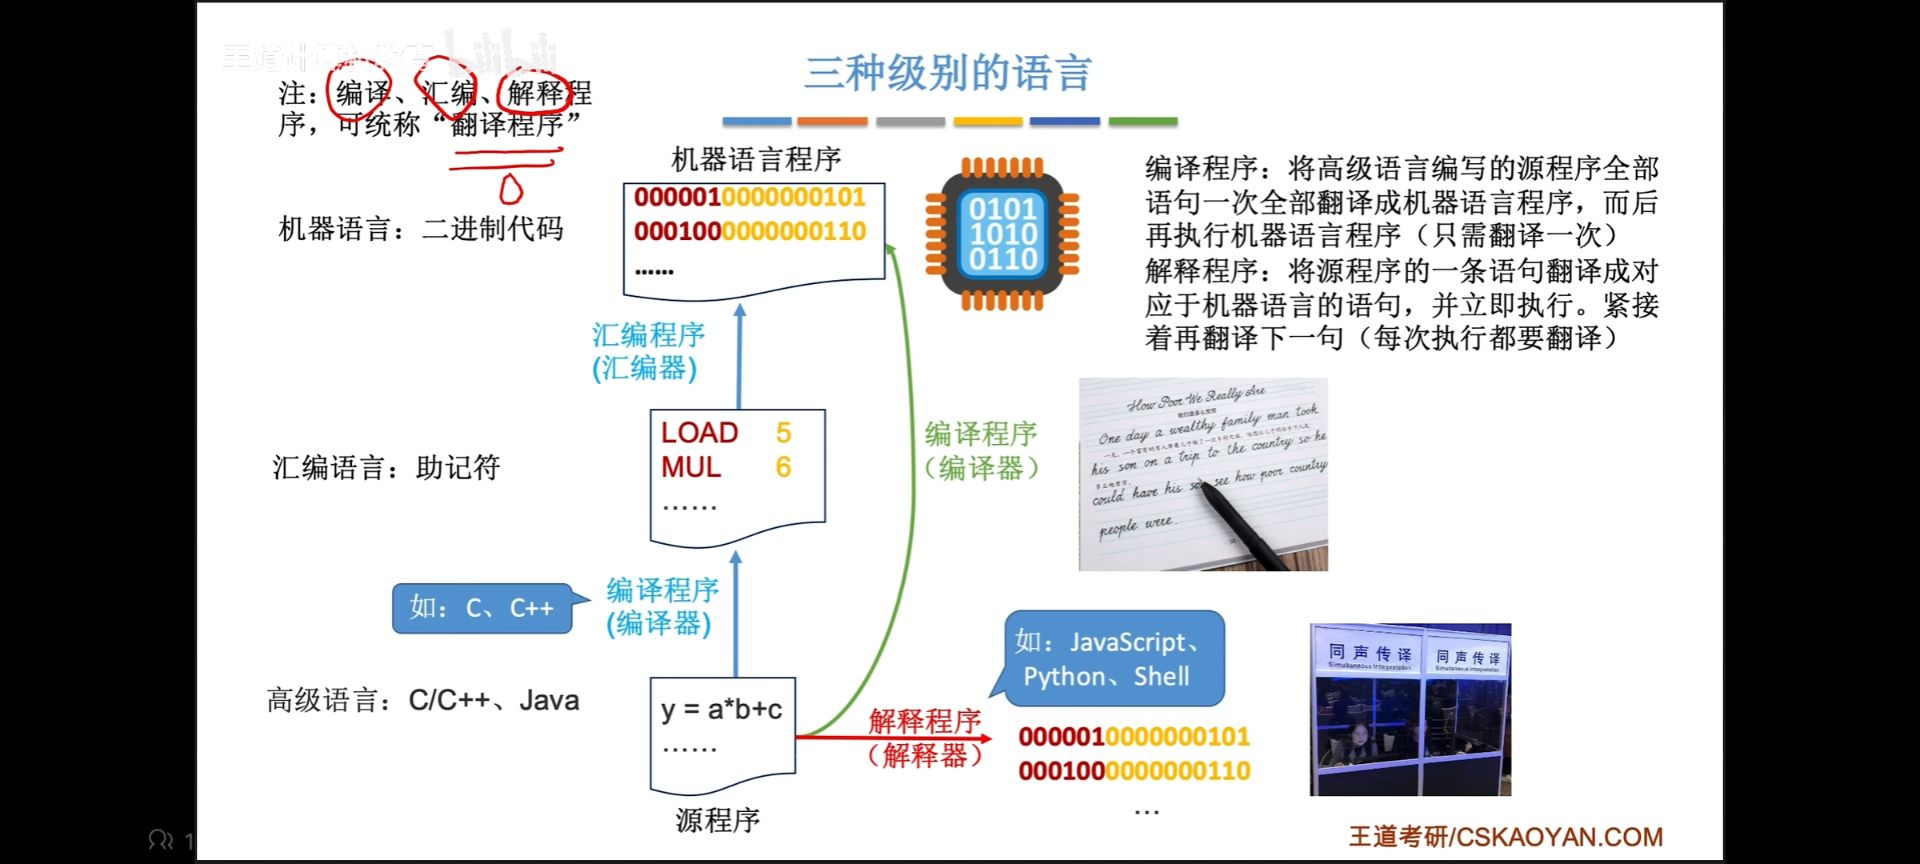 三种级别的语言
注：编译、汇编、解释程
序，可统称“翻译程序”
机器语言程序
0000010000000101
0001000000000110
……
0101
1010
0110
编译程序：将高级语言编写的源程序全部
语句一次全部翻译成机器语言程序，而后
再执行机器语言程序（只需翻译一次）
解释程序：将源程序的一条语句翻译成对
应于机器语言的语句，并立即执行。紧接
着再翻译下一句（每次执行都要翻译）
机器语言：二进制代码
汇编程序
(汇编器)
汇编语言：助记符
LOAD 5
MUL 6
……
编译程序
（编译器）
How Poor We Really Are
One day a wealthy family man took
his son on a trip to the country so he
could have his son see how poor country
people were.
如：C、C++
编译程序
(编译器)
如：JavaScript、
Python、Shell
同声传译
Simultaneous Interpretation
同声传译
Simultaneous Interpretation
高级语言：C/C++、Java
y = a*b+c
……
源程序
解释程序
（解释器）
0000010000000101
0001000000000110
…
王道考研/CSKAOYAN.COM
bilibili